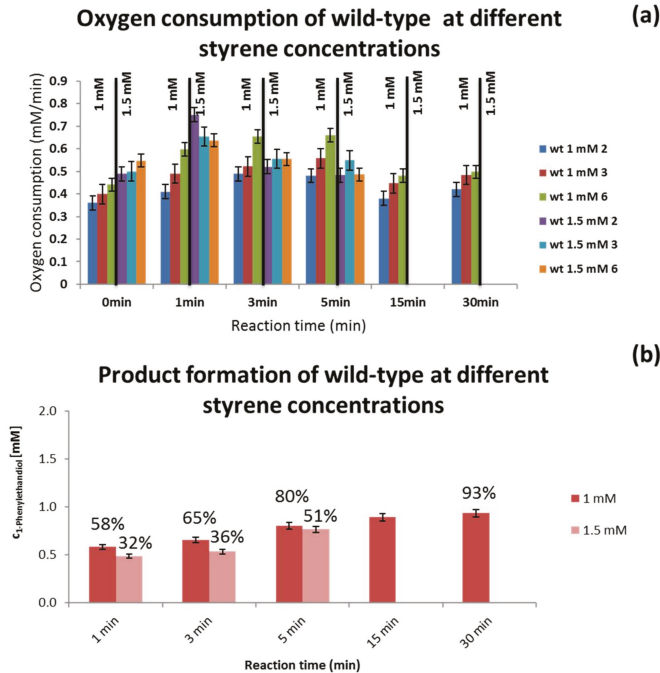 Oxygen consumption of wild-type at different
styrene concentrations
(a)
Oxygen consumption (mM/min)
0.9
0.8
0.7
0.6
0.5
0.4
0.3
0.2
0.1
0
1 mM
1.5 mM
1 mM
1.5 mM
1 mM
1.5 mM
1 mM
1.5 mM
1 mM
1.5 mM
1 mM
1.5 mM
0min
1min
3min
5min
15min
30min
Reaction time (min)
wt 1 mM 2
wt 1 mM 3
wt 1 mM 6
wt 1.5 mM 2
wt 1.5 mM 3
wt 1.5 mM 6
(b)
Product formation of wild-type at different
styrene concentrations
c1-Phenylethandiol [mM]
2.0
1.5
1.0
0.5
0.0
58%
32%
65%
36%
80%
51%
93%
1 min
3 min
5 min
15 min
30 min
Reaction time (min)
1 mM
1.5 mM